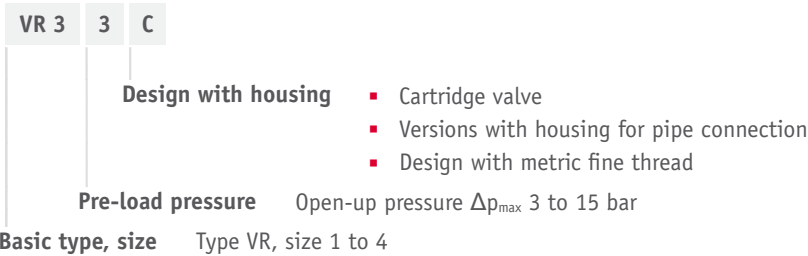 VR 3 3 C
Design with housing ▪ Cartridge valve
▪ Versions with housing for pipe connection
▪ Design with metric fine thread
Pre-load pressure Open-up pressure Δpmax 3 to 15 bar
Basic type, size Type VR, size 1 to 4